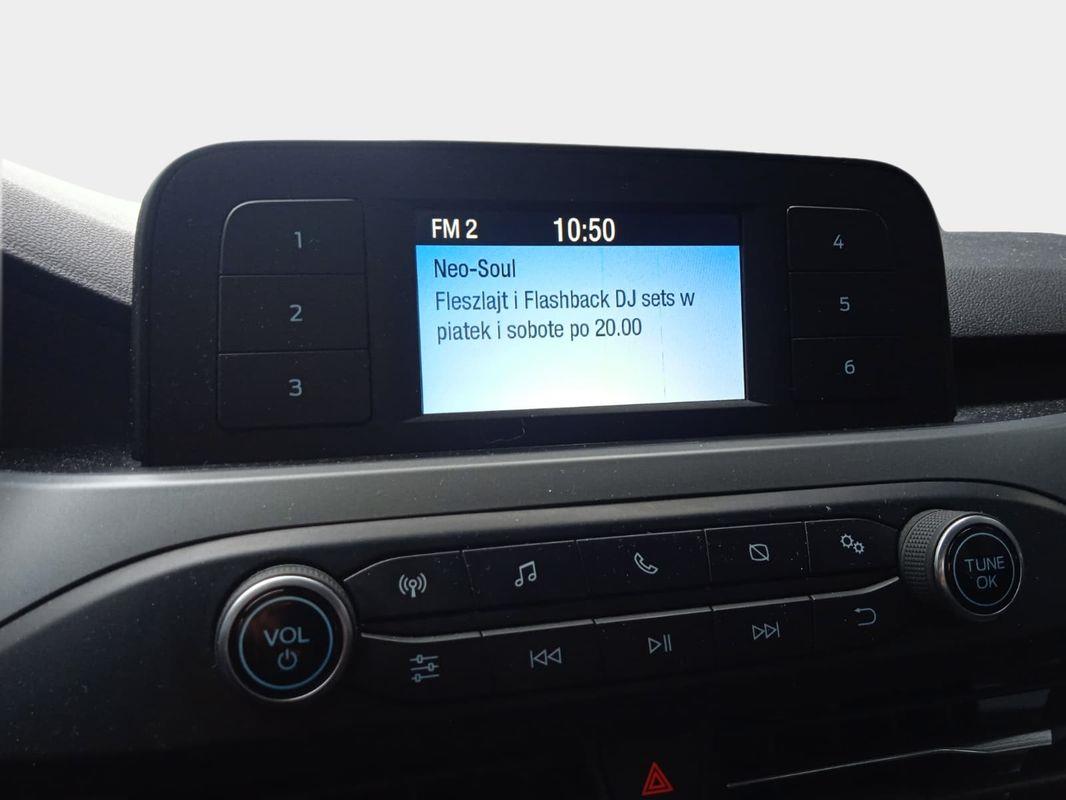 1
2
3
FM 2 10:50
Neo-Soul
Fleszlajt i Flashback DJ sets w
piatek i sobote po 20.00
4
5
6
VOL
TUNE
OK